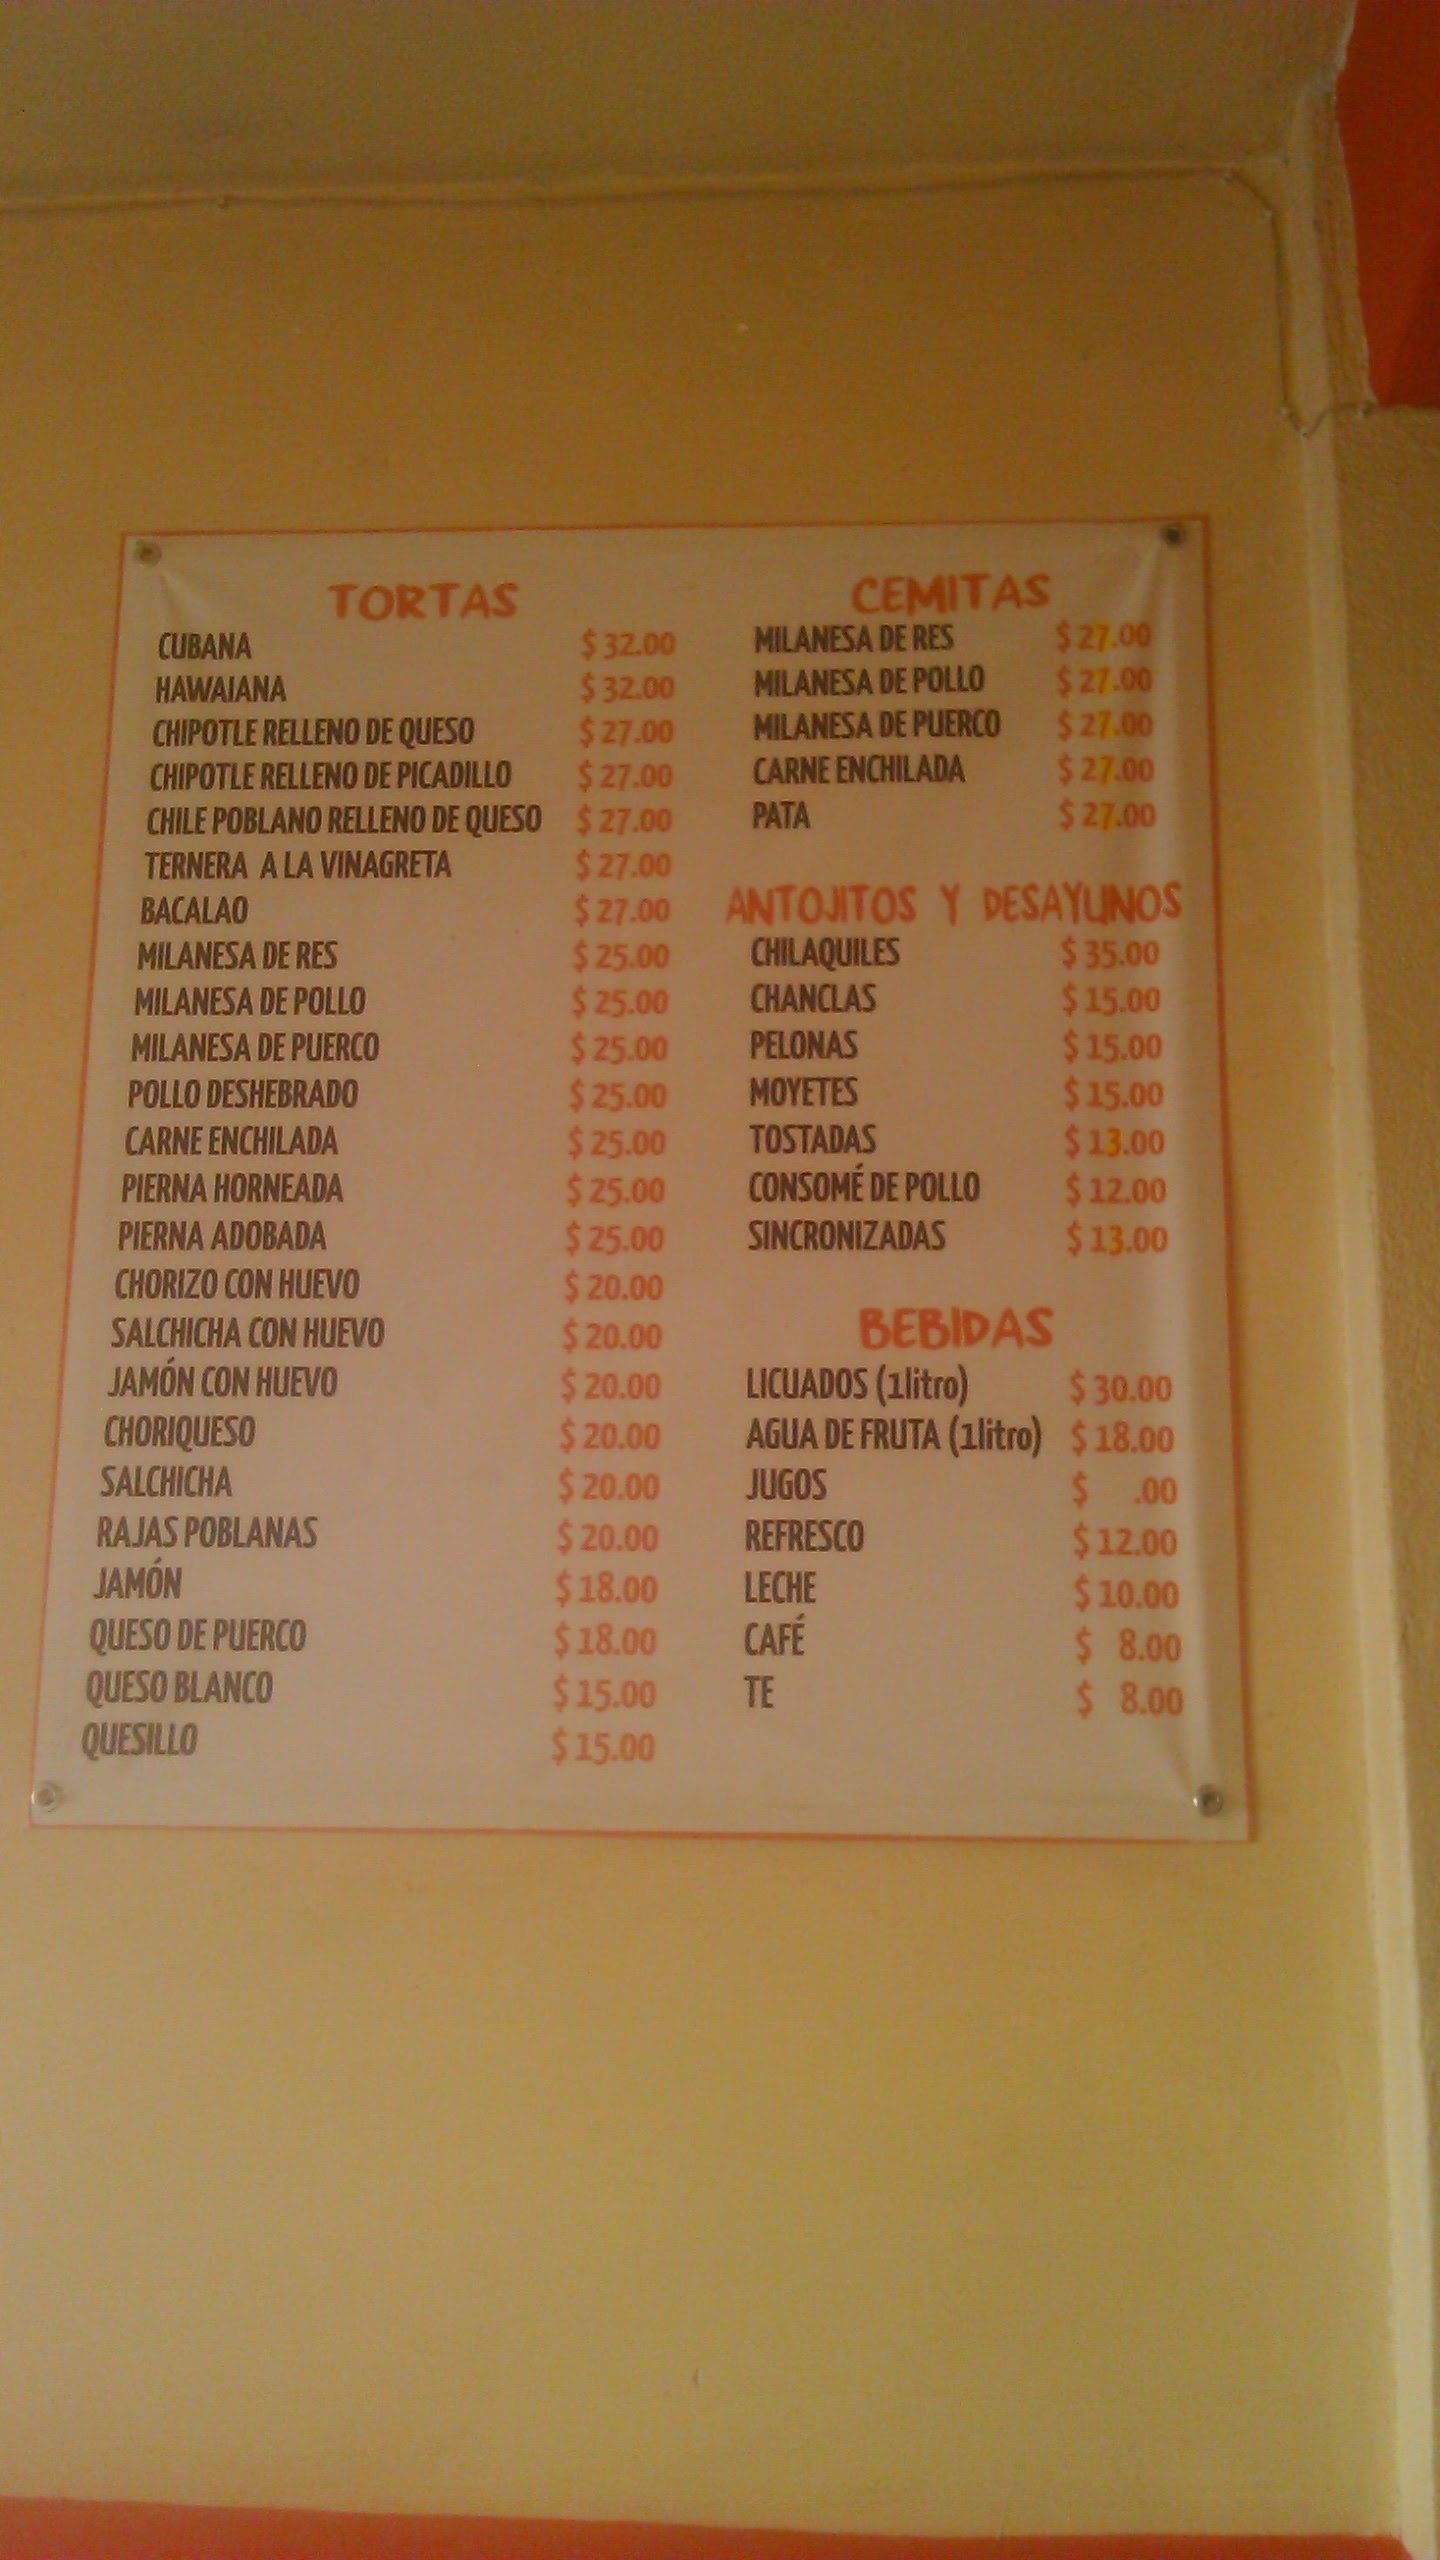 TORTAS
CUBANA $ 32.00
HAWAIANA $ 32.00
CHIPOTLE RELLENO DE QUESO $ 27.00
CHIPOTLE RELLENO DE PICADILLO $ 27.00
CHILE POBLANO RELLENO DE QUESO $ 27.00
TERNERA A LA VINAGRETA $ 27.00
BACALAO $ 27.00
MILANESA DE RES $ 25.00
MILANESA DE POLLO $ 25.00
MILANESA DE PUERCO $ 25.00
POLLO DESHEBRADO $ 25.00
CARNE ENCHILADA $ 25.00
PIERNA HORNEADA $ 25.00
PIERNA ADOBADA $ 25.00
CHORIZO CON HUEVO $ 20.00
SALCHICHA CON HUEVO $ 20.00
JAMÓN CON HUEVO $ 20.00
CHORIQUESO $ 20.00
SALCHICHA $ 20.00
RAJAS POBLANAS $ 20.00
JAMÓN $ 18.00
QUESO DE PUERCO $ 18.00
QUESO BLANCO $ 15.00
QUESILLO $ 15.00
CEMITAS
MILANESA DE RES $ 27.00
MILANESA DE POLLO $ 27.00
MILANESA DE PUERCO $ 27.00
CARNE ENCHILADA $ 27.00
PATA $ 27.00
ANTOJITOS Y DESAYUNOS
CHILAQUILES $ 35.00
CHANCLAS $ 15.00
PELONAS $ 15.00
MOYETES $ 15.00
TOSTADAS $ 13.00
CONSOMÉ DE POLLO $ 12.00
SINCRONIZADAS $ 13.00
BEBIDAS
LICUADOS (1litro) $ 30.00
AGUA DE FRUTA (1litro) $ 18.00
JUGOS $ .00
REFRESCO $ 12.00
LECHE $ 10.00
CAFÉ $ 8.00
TE $ 8.00